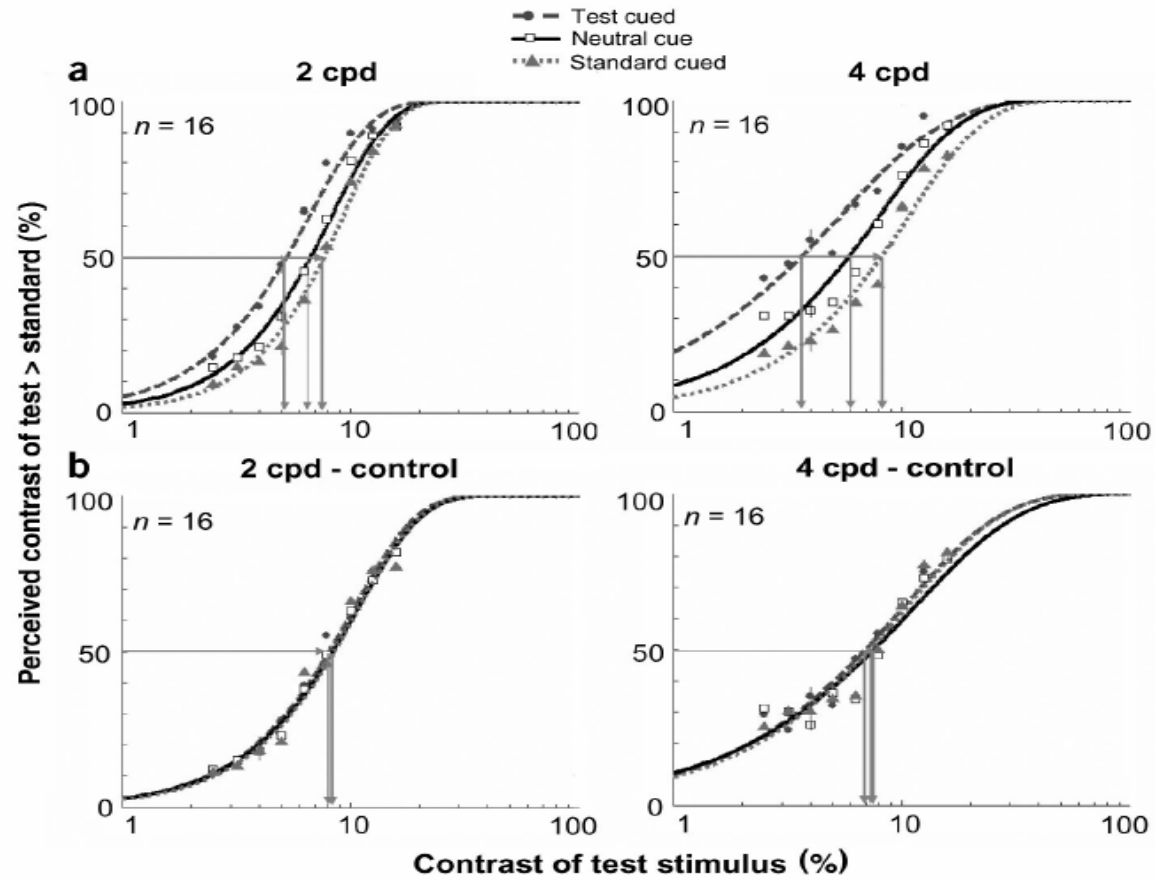 Test cued
Neutral cue
Standard cued
a
2 cpd
4 cpd
100
n = 16
50
0
1
10
100
100
n = 16
50
0
1
10
100
b
2 cpd - control
4 cpd - control
100
n = 16
50
0
1
10
100
100
n = 16
50
0
1
10
100
Perceived contrast of test > standard (%)
Contrast of test stimulus (%)